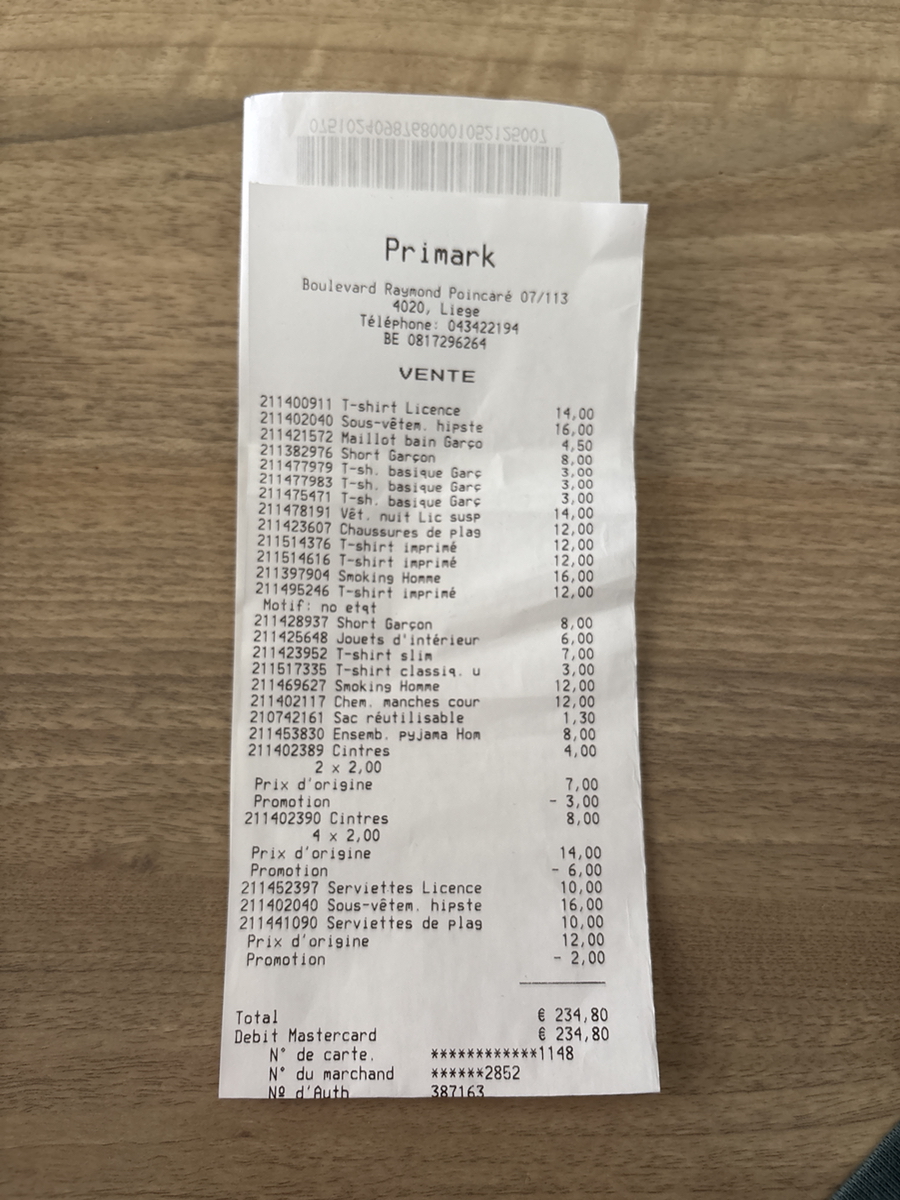 07510240987680001052125007
Primark
Boulevard Raymond Poincaré 07/113
4020, Liege
Téléphone: 043422194
BE 0817296264
VENTE
211400911 T-shirt Licence 14,00
211402040 Sous-vêtem. hipste 16,00
211421572 Maillot bain Garço 4,50
211382976 Short Garçon 8,00
211477979 T-sh. basique Garç 3,00
211477983 T-sh. basique Garç 3,00
211475471 T-sh. basique Garç 3,00
211478191 Vêt. nuit Lic susp 14,00
211423607 Chaussures de plag 12,00
211514376 T-shirt imprimé 12,00
211514616 T-shirt imprimé 12,00
211397904 Smoking Homme 16,00
211495246 T-shirt imprimé 12,00
Motif: no etqt
211428937 Short Garçon 8,00
211425648 Jouets d'intérieur 6,00
211423952 T-shirt slim 7,00
211517335 T-shirt classiq. u 3,00
211469627 Smoking Homme 12,00
211402117 Chem. manches cour 12,00
210742161 Sac réutilisable 1,30
211453830 Ensemb. pyjama Hom 8,00
211402389 Cintres 4,00
2 x 2,00
Prix d'origine 7,00
Promotion - 3,00
211402390 Cintres 8,00
4 x 2,00
Prix d'origine 14,00
Promotion - 6,00
211452397 Serviettes Licence 10,00
211402040 Sous-vêtem. hipste 16,00
211441090 Serviettes de plag 10,00
Prix d'origine 12,00
Promotion - 2,00
Total € 234,80
Debit Mastercard € 234,80
N° de carte. ************1148
N° du marchand ******2852
Nº d'Auth 387163